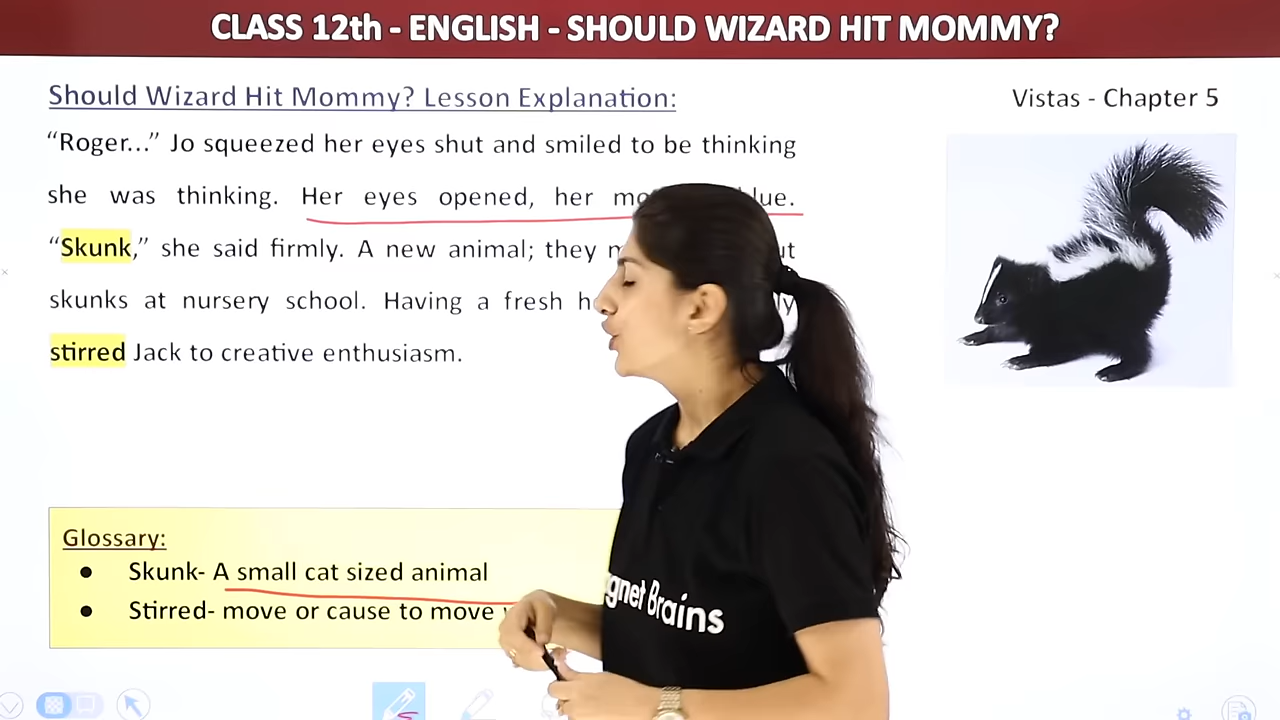 CLASS 12th - ENGLISH - SHOULD WIZARD HIT MOMMY?
Should Wizard Hit Mommy? Lesson Explanation:
Vistas - Chapter 5
“Roger...” Jo squeezed her eyes shut and smiled to be thinking
she was thinking. Her eyes opened, her
“Skunk,” she said firmly. A new animal; they
skunks at nursery school. Having a fresh
stirred Jack to creative enthusiasm.
Glossary:
● Skunk- A small cat sized animal
● Stirred- move or cause to move
Brains